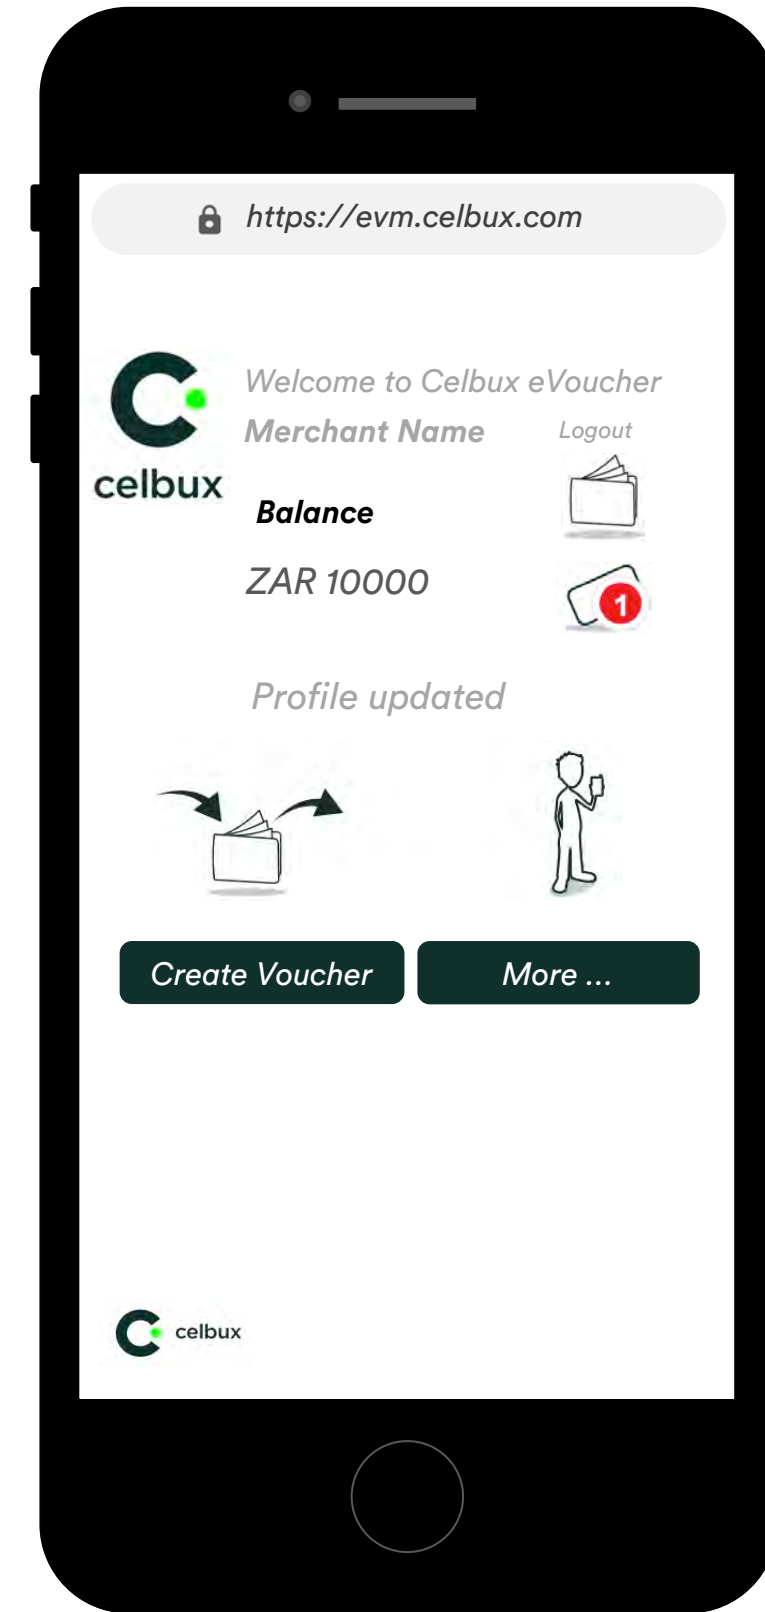 https://evm.celbux.com
Welcome to Celbux eVoucher
Merchant Name
Logout
celbux
Balance
ZAR 10000
1
Profile updated
Create Voucher
More ...
celbux